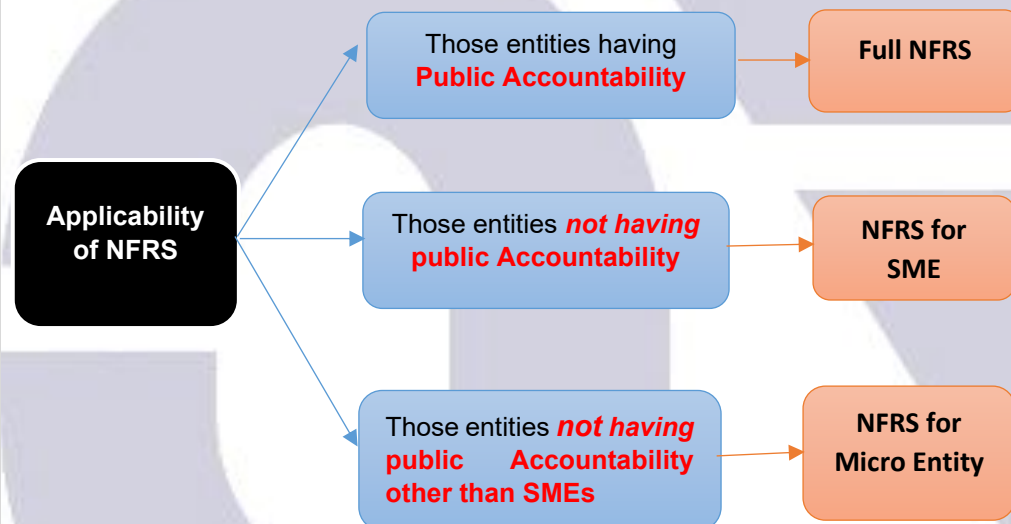 Those entities having
Public Accountability
Full NFRS
Applicability
of NFRS
Those entities not having
public Accountability
NFRS for
SME
Those entities not having
public Accountability
other than SMEs
NFRS for
Micro Entity